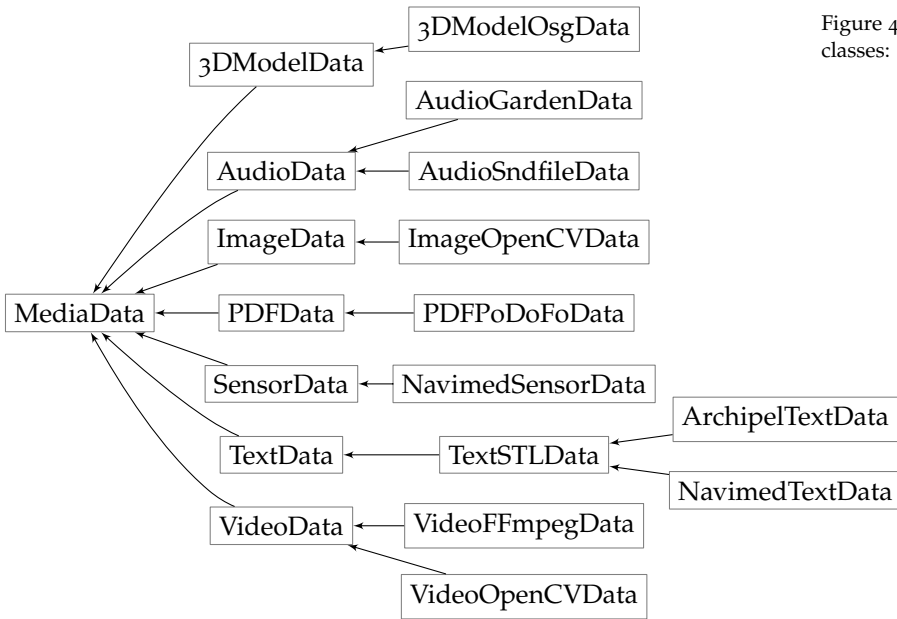 3DModelOsgData
3DModelData
Figure 4
classes:
AudioGardenData
AudioData
AudioSndfileData
ImageData
ImageOpenCVData
MediaData
PDFData
PDFPoDoFoData
SensorData
NavimedSensorData
ArchipelTextData
TextData
TextSTLData
NavimedTextData
VideoData
VideoFFmpegData
VideoOpenCVData